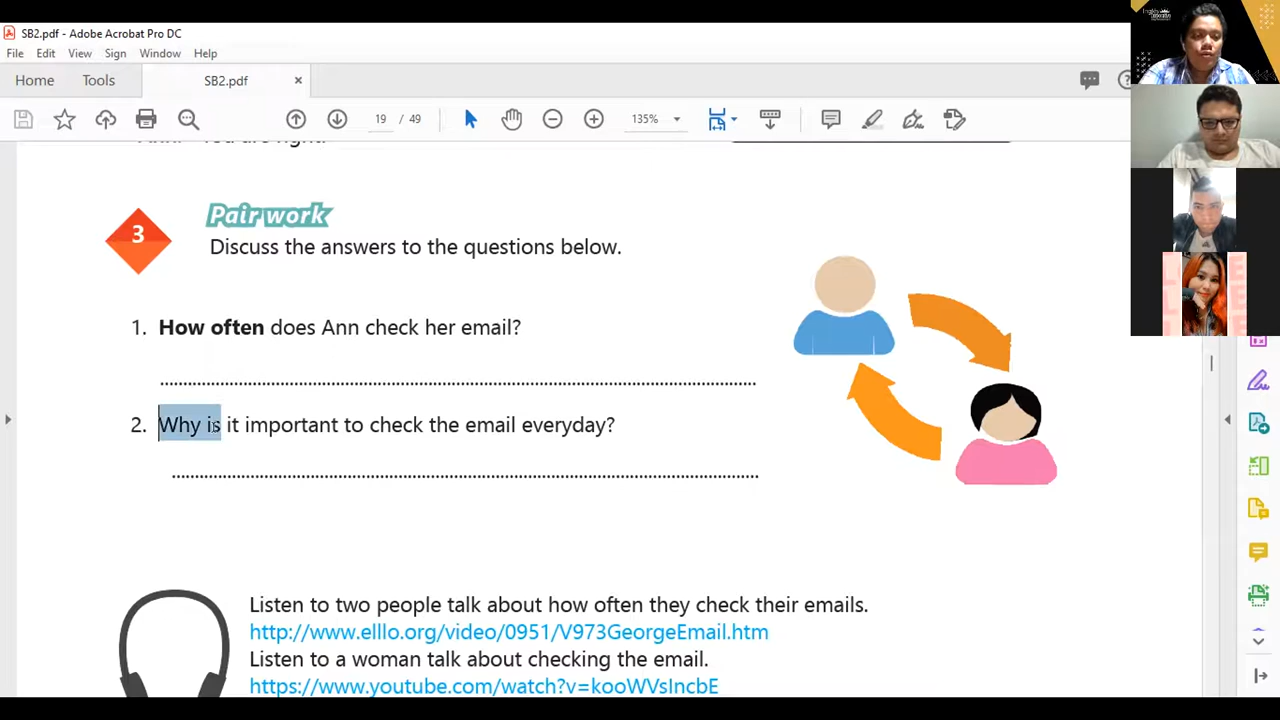 SB2.pdf - Adobe Acrobat Pro DC
File Edit View Sign Window Help
Home Tools SB2.pdf ×
19 / 49 135%
You are right.
3
Pair work
Discuss the answers to the questions below.
1. How often does Ann check her email?
2. Why is it important to check the email everyday?
Listen to two people talk about how often they check their emails.
http://www.elllo.org/video/0951/V973GeorgeEmail.htm
Listen to a woman talk about checking the email.
https://www.youtube.com/watch?v=kooWVsIncbE